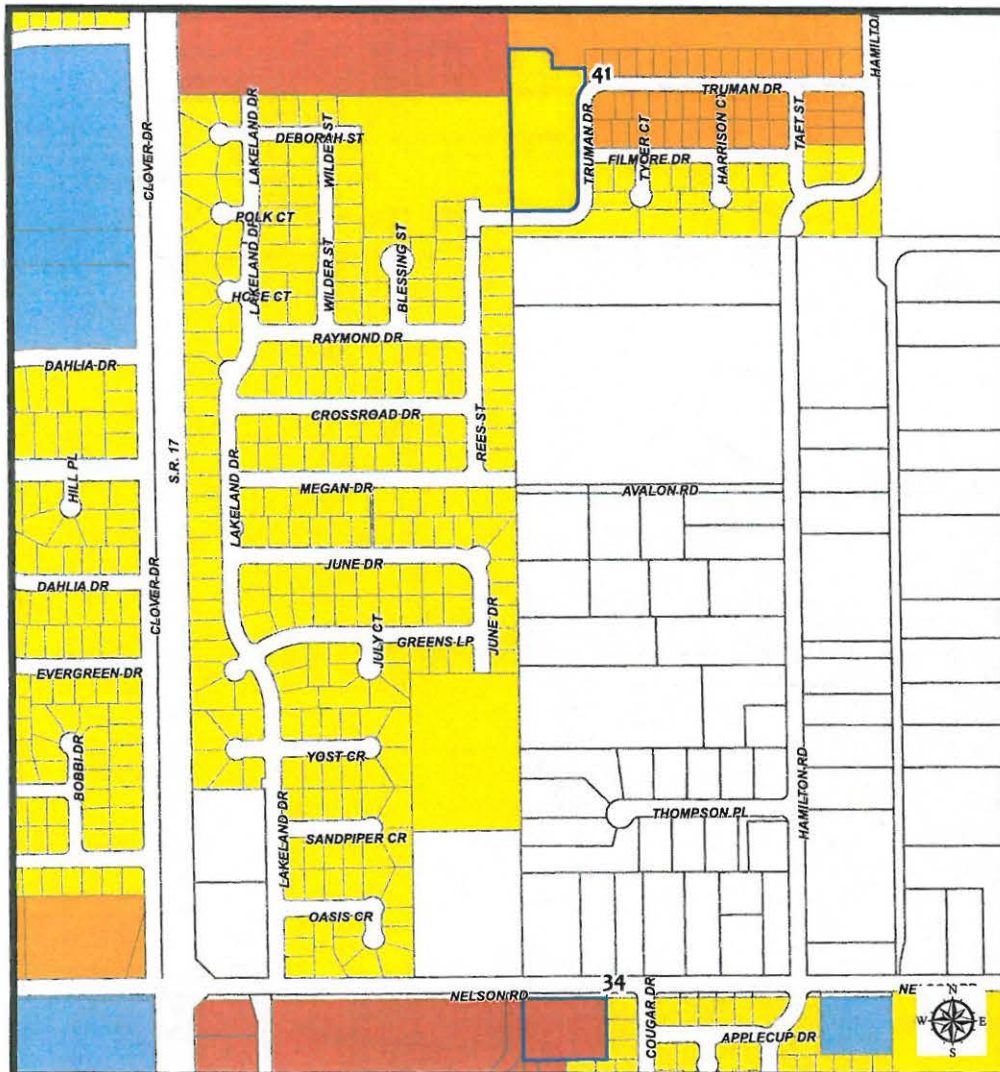 HAMILTO
41
TRUMAN DR
LAKELAND DR
WILDER ST
DEBORAH ST
TRUMAN DR
TYLER CT
HARRISON CT
TAFT ST
FILMORE DR
CLOVER DR
POLK CT
LAKELAND DR
WILDER ST
BLESSING ST
LAKELAND DR
RAYMOND DR
DAHLIA DR
CROSSROAD DR
REES ST
S.R. 17
HILL PL
LAKELAND DR
MEGAN DR
AVALON RD
JUNE DR
DAHLIA DR
CLOVER DR
JULY CT
GREENS LP
JUNE DR
EVERGREEN DR
BOBBI DR
YOST CR
HAMILTON RD
THOMPSON PL
LAKELAND DR
SANDPIPER CR
OASIS CR
34
NELSON RD
COUGAR DR
APPLECUP DR
N
W E
S